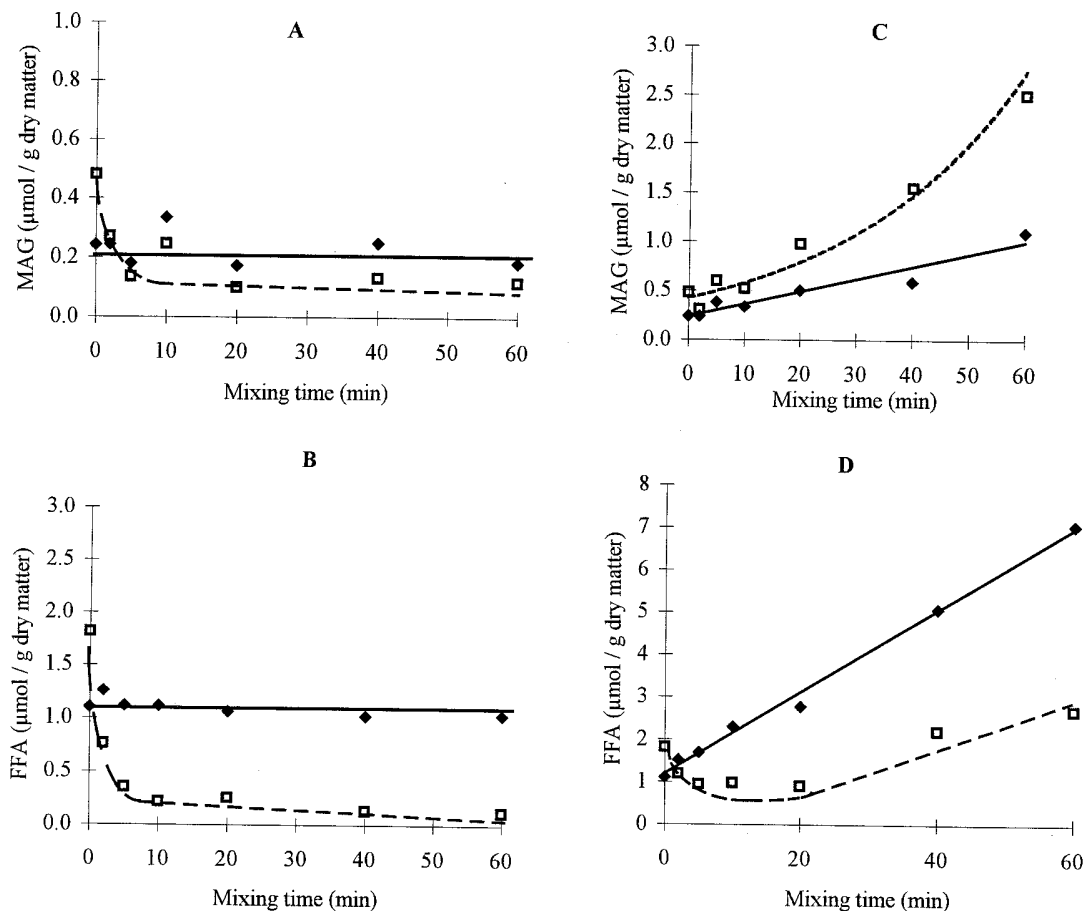 A
MAG (µmol / g dry matter)
1.0
0.8
0.6
0.4
0.2
0.0
0 10 20 30 40 50 60
Mixing time (min)
C
MAG (µmol / g dry matter)
3.0
2.5
2.0
1.5
1.0
0.5
0.0
0 10 20 30 40 50 60
Mixing time (min)
B
FFA (µmol / g dry matter)
3.0
2.5
2.0
1.5
1.0
0.5
0.0
0 10 20 30 40 50 60
Mixing time (min)
D
FFA (µmol / g dry matter)
8
7
6
5
4
3
2
1
0
0 20 40 60
Mixing time (min)